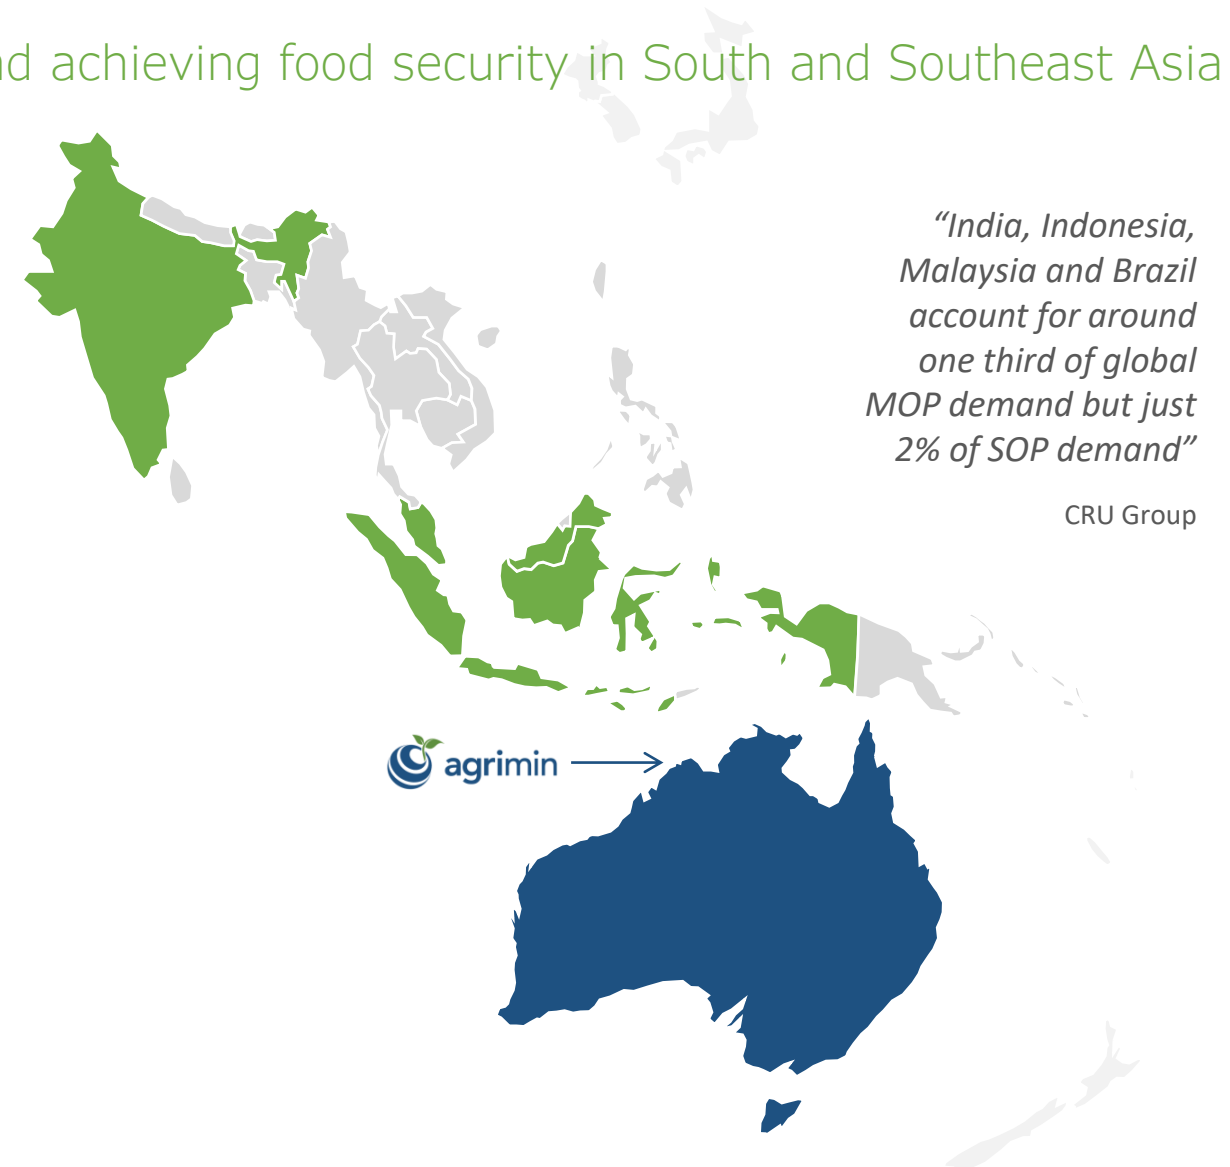 d achieving food security in South and Southeast Asia
“India, Indonesia,
Malaysia and Brazil
account for around
one third of global
MOP demand but just
2% of SOP demand”
CRU Group
agrimin